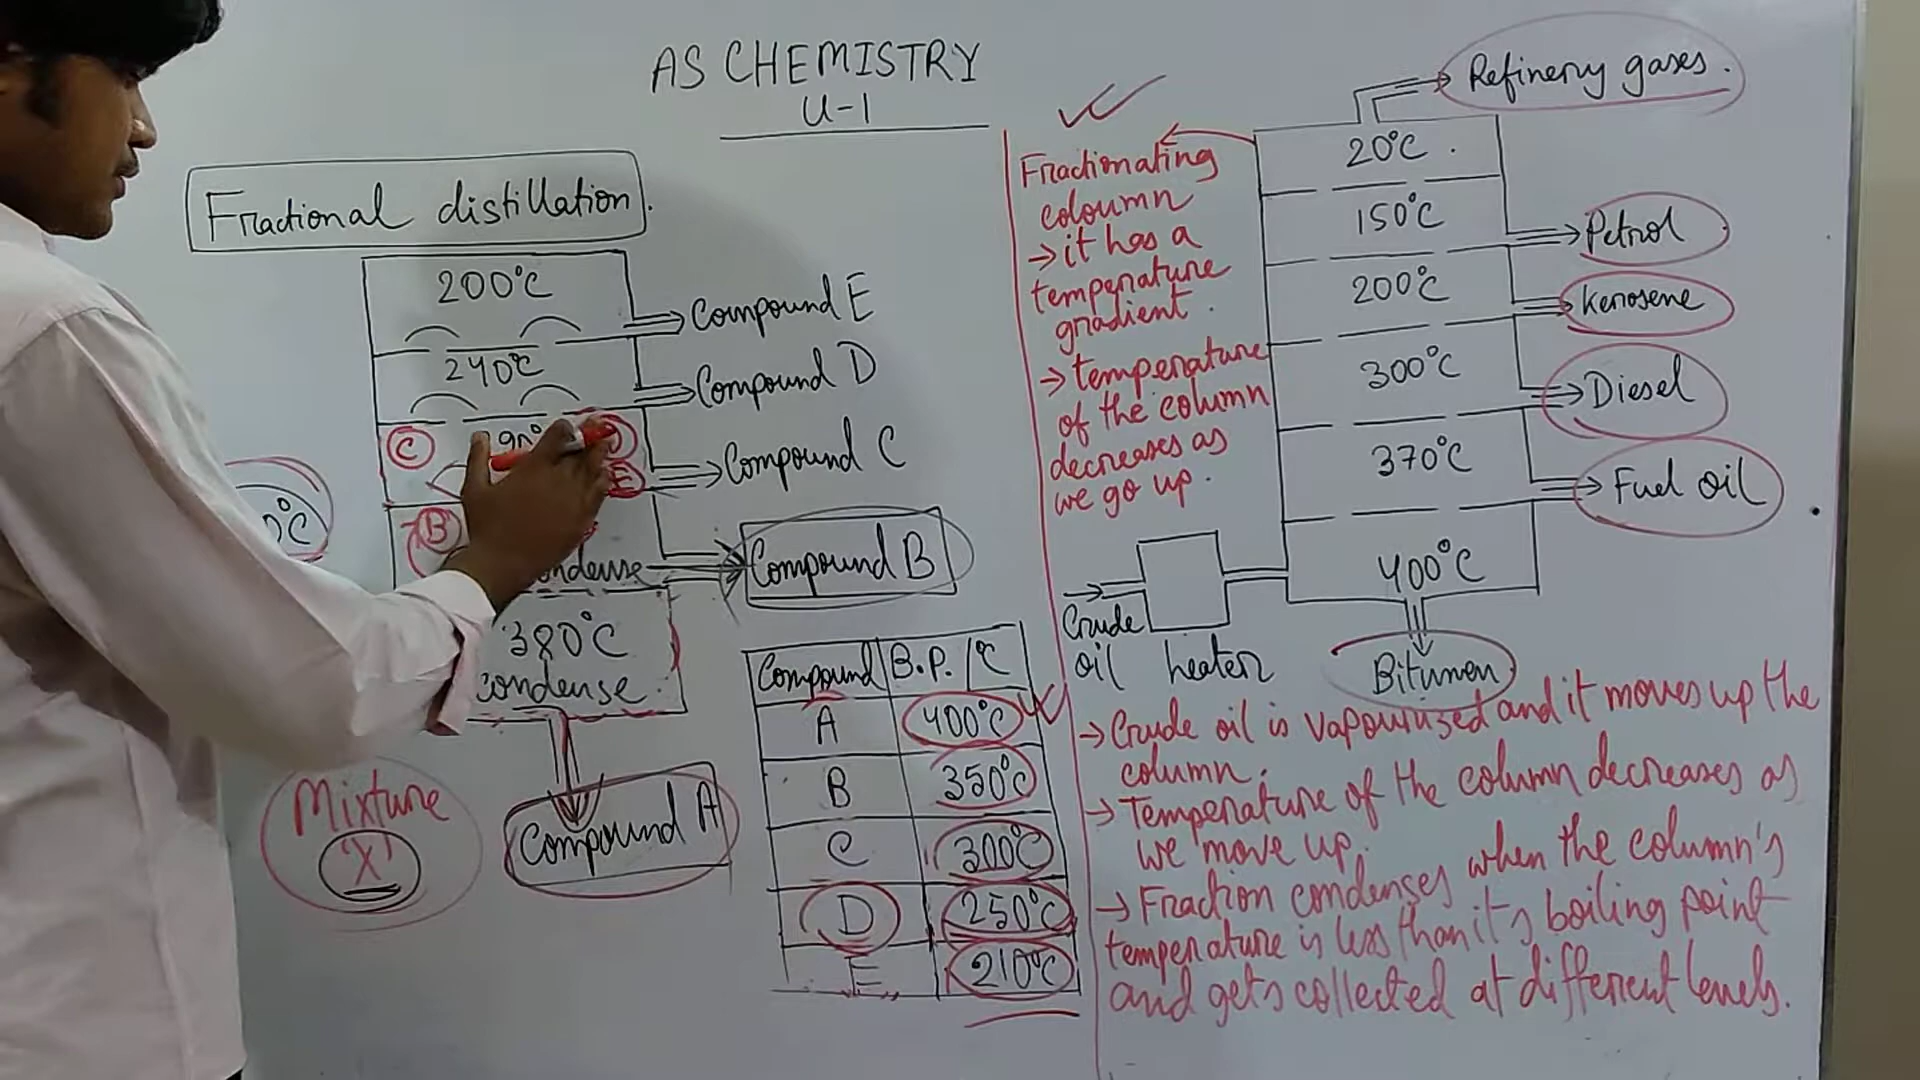 AS CHEMISTRY
U-1
Fractional distillation.
200°C
240°C
C
E
B
condense
380°C
condense.
Compound E
Compound D
Compound C
Compound B
Compound A
Mixture
'X'
Compound B.P./°C
A 400°C
B 350°C
C 300°C
D 250°C
E 210°C
Fractionating
coloumn
→ it has a
temperature
gradient.
→ temperature
of the column
decreases as
we go up.
Refinery gases.
20°C.
150°C
Petrol
200°C
Kerosene
300°C
Diesel
370°C
Fuel oil
400°C
Bitumen
Crude
oil heater
→ Crude oil is vapourized and it moves up the
column.
→ Temperature of the column decreases as
we move up.
→ Fraction condenses when the column's
temperature is less than it's boiling point
and gets collected at different levels.